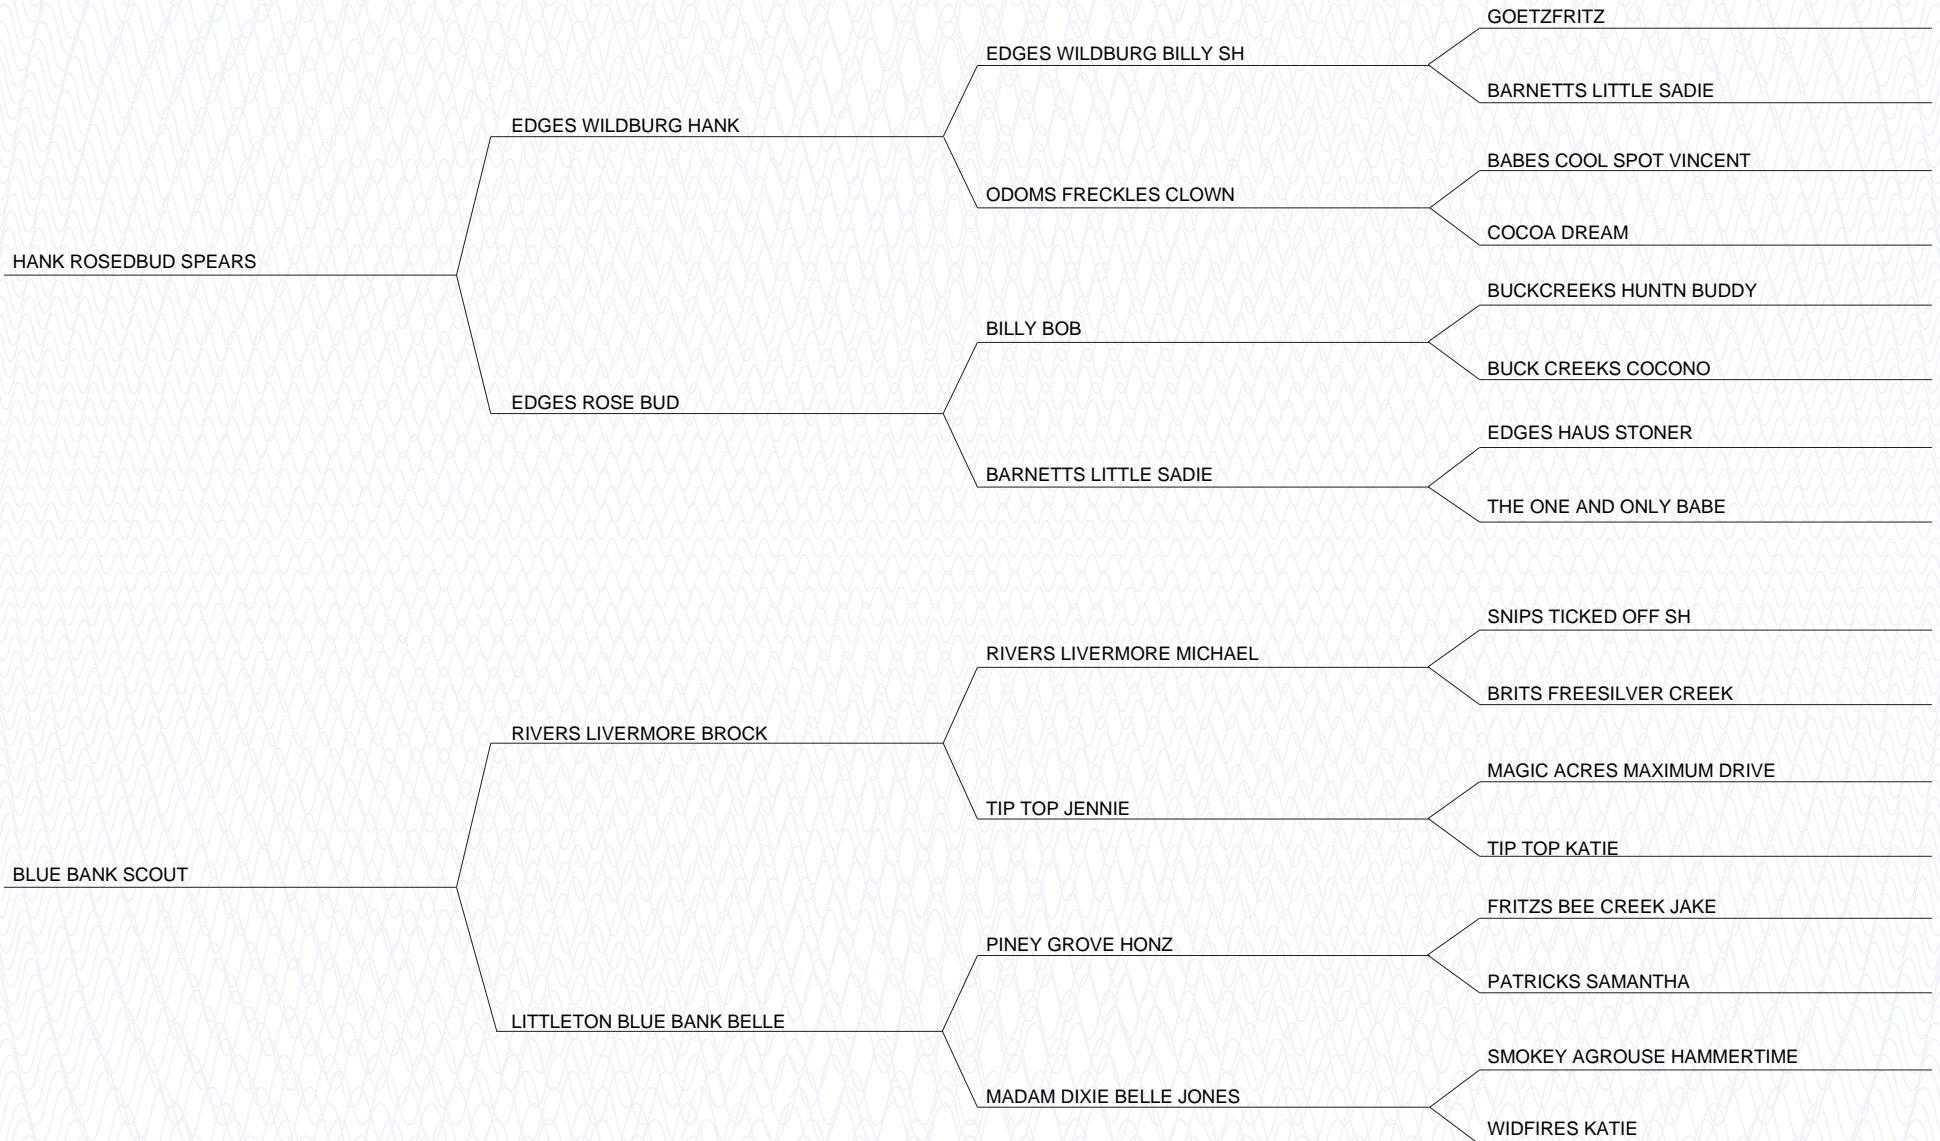 GOETZFRITZ
EDGES WILDBURG BILLY SH
BARNETTS LITTLE SADIE
EDGES WILDBURG HANK
BABES COOL SPOT VINCENT
ODOMS FRECKLES CLOWN
COCOA DREAM
HANK ROSEDBUD SPEARS
BUCKCREEKS HUNTN BUDDY
BILLY BOB
BUCK CREEKS COCONO
EDGES ROSE BUD
EDGES HAUS STONER
BARNETTS LITTLE SADIE
THE ONE AND ONLY BABE
SNIPS TICKED OFF SH
RIVERS LIVERMORE MICHAEL
BRITS FREESILVER CREEK
RIVERS LIVERMORE BROCK
MAGIC ACRES MAXIMUM DRIVE
TIP TOP JENNIE
TIP TOP KATIE
BLUE BANK SCOUT
FRITZS BEE CREEK JAKE
PINEY GROVE HONZ
PATRICKS SAMANTHA
LITTLETON BLUE BANK BELLE
SMOKEY AGROUSE HAMMERTIME
MADAM DIXIE BELLE JONES
WIDFIRES KATIE